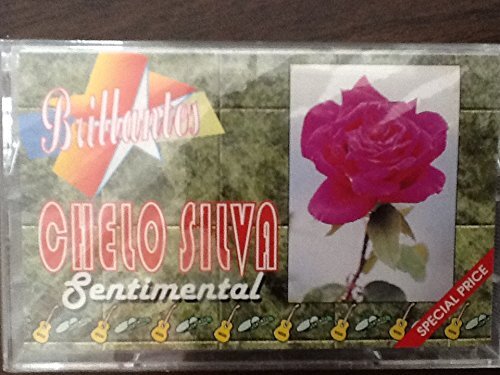 Brillantes
CHELO SILVA
Sentimental
SPECIAL PRICE